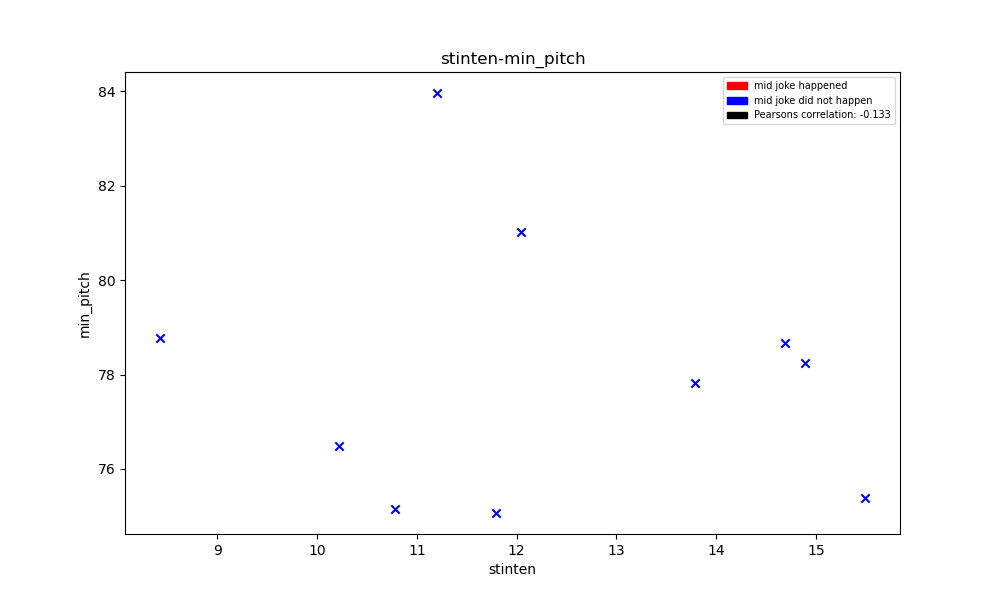 stinten-min_pitch
mid joke happened
mid joke did not happen
Pearsons correlation: -0.133
84
82
80
78
76
min_pitch
9 10 11 12 13 14 15
stinten